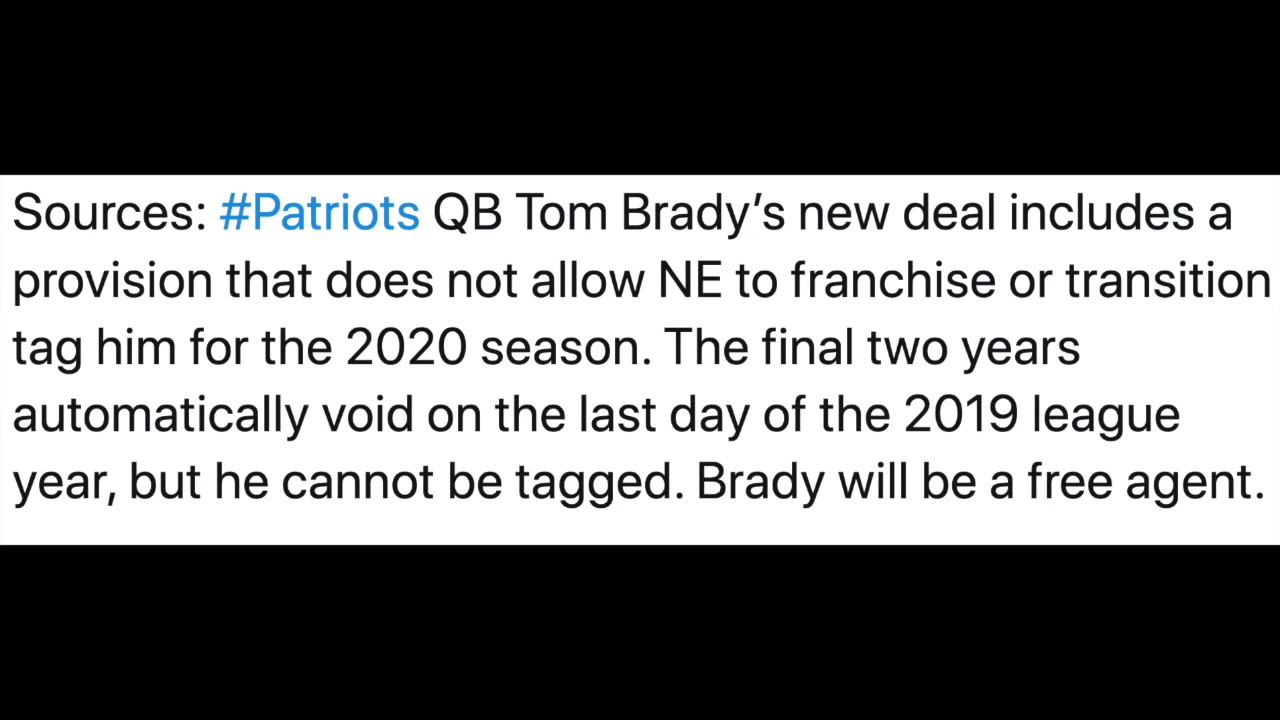 Sources: #Patriots QB Tom Brady’s new deal includes a
provision that does not allow NE to franchise or transition
tag him for the 2020 season. The final two years
automatically void on the last day of the 2019 league
year, but he cannot be tagged. Brady will be a free agent.